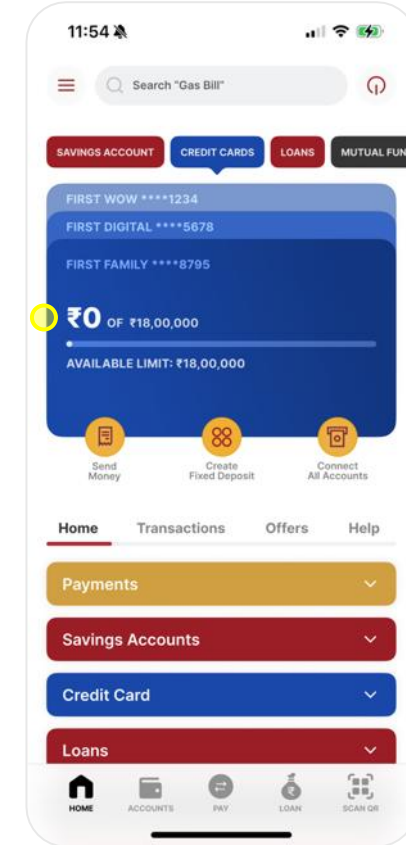 11:54
Search "Gas Bill"
SAVINGS ACCOUNT CREDIT CARDS LOANS MUTUAL FUN
FIRST WOW ****1234
FIRST DIGITAL ****5678
FIRST FAMILY ****8795
₹0 OF ₹18,00,000
AVAILABLE LIMIT: ₹18,00,000
Send Money
Create Fixed Deposit
Connect All Accounts
Home Transactions Offers Help
Payments
Savings Accounts
Credit Card
Loans
HOME ACCOUNTS PAY LOAN SCAN QR